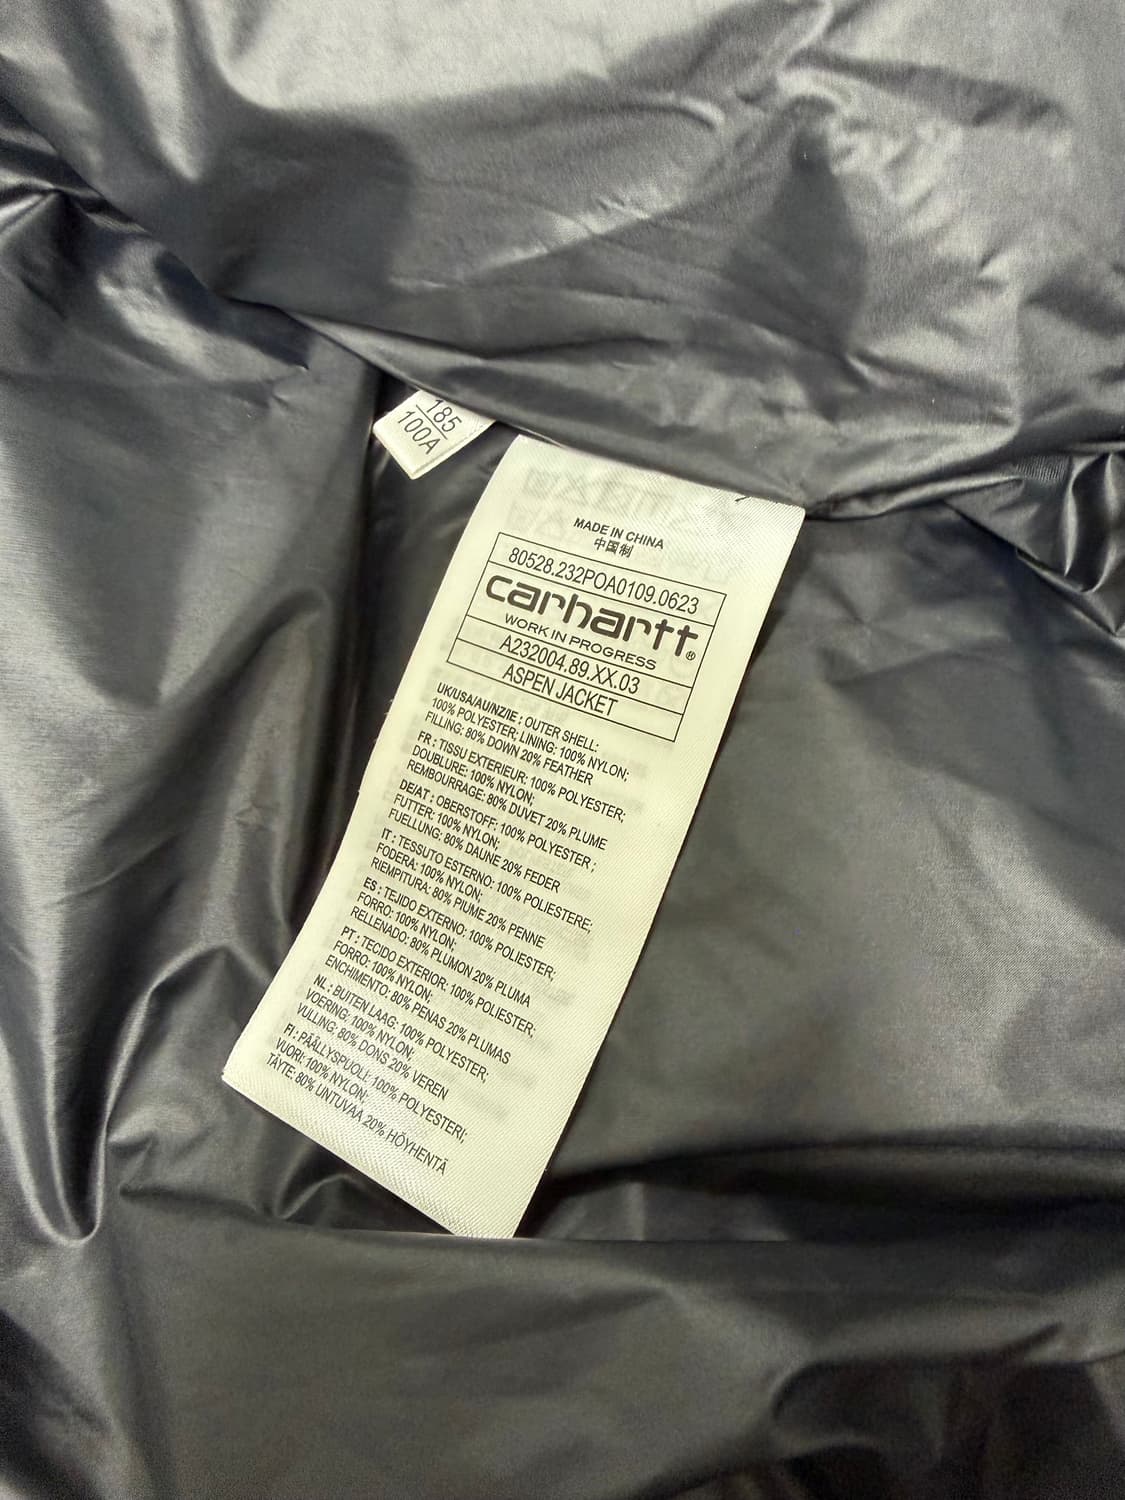 185
100A
MADE IN CHINA
中国制
80528.232POA0109.0623
carhartt®
WORK IN PROGRESS
A232004.89.XX.03
ASPEN JACKET
UK/USA/AU/NZ/IE : OUTER SHELL:
100% POLYESTER; LINING: 100% NYLON;
FILLING: 80% DOWN 20% FEATHER
FR : TISSU EXTERIEUR: 100% POLYESTER;
DOUBLURE: 100% NYLON;
REMBOURRAGE: 80% DUVET 20% PLUME
DE/AT : OBERSTOFF: 100% POLYESTER ;
FUTTER: 100% NYLON;
FUELLUNG: 80% DAUNE 20% FEDER
IT : TESSUTO ESTERNO: 100% POLIESTERE;
FODERA: 100% NYLON;
RIEMPITURA: 80% PIUME 20% PENNE
ES : TEJIDO EXTERNO: 100% POLIESTER;
FORRO: 100% NYLON;
RELLENADO: 80% PLUMON 20% PLUMA
PT : TECIDO EXTERIOR: 100% POLIESTER;
FORRO: 100% NYLON;
ENCHIMENTO: 80% PENAS 20% PLUMAS
NL : BUITEN LAAG: 100% POLYESTER;
VOERING: 100% NYLON;
VULLING: 80% DONS 20% VEREN
FI : PÄÄLLYSPUOLI: 100% POLYESTERI;
VUORI: 100% NYLON;
TÄYTE: 80% UNTUVAA 20% HÖYHENTÄ